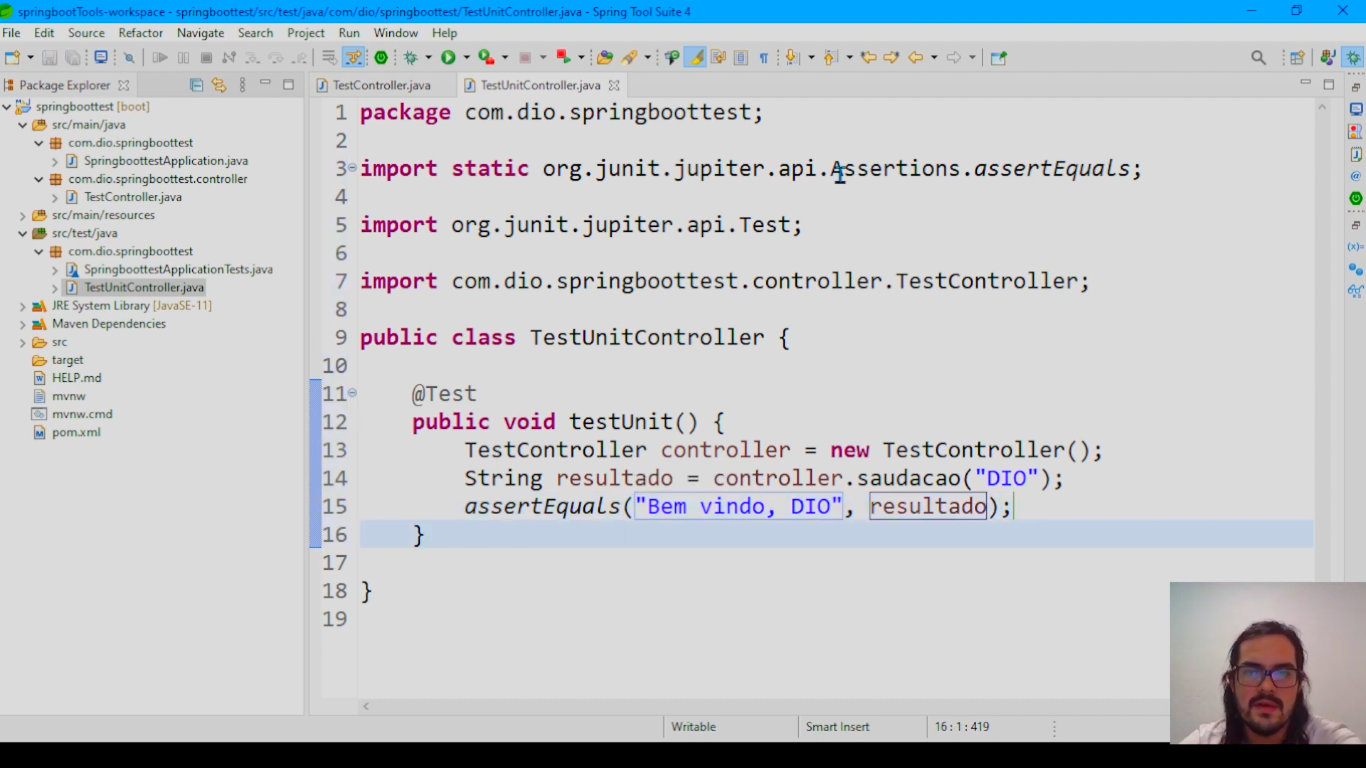 springbootTools-workspace - springboottest/src/test/java/com/dio/springboottest/TestUnitController.java - Spring Tool Suite 4
File Edit Source Refactor Navigate Search Project Run Window Help
Package Explorer
TestController.java
TestUnitController.java
springboottest [boot]
src/main/java
com.dio.springboottest
SpringboottestApplication.java
com.dio.springboottest.controller
TestController.java
src/main/resources
src/test/java
com.dio.springboottest
SpringboottestApplicationTests.java
TestUnitController.java
JRE System Library [JavaSE-11]
Maven Dependencies
src
target
HELP.md
mvnw
mvnw.cmd
pom.xml
1 package com.dio.springboottest;
2
3 import static org.junit.jupiter.api.Assertions.assertEquals;
4
5 import org.junit.jupiter.api.Test;
6
7 import com.dio.springboottest.controller.TestController;
8
9 public class TestUnitController {
10
11 @Test
12 public void testUnit() {
13 TestController controller = new TestController();
14 String resultado = controller.saudacao("DIO");
15 assertEquals("Bem vindo, DIO", resultado);
16 }
17
18 }
19
Writable Smart Insert 16 : 1 : 419